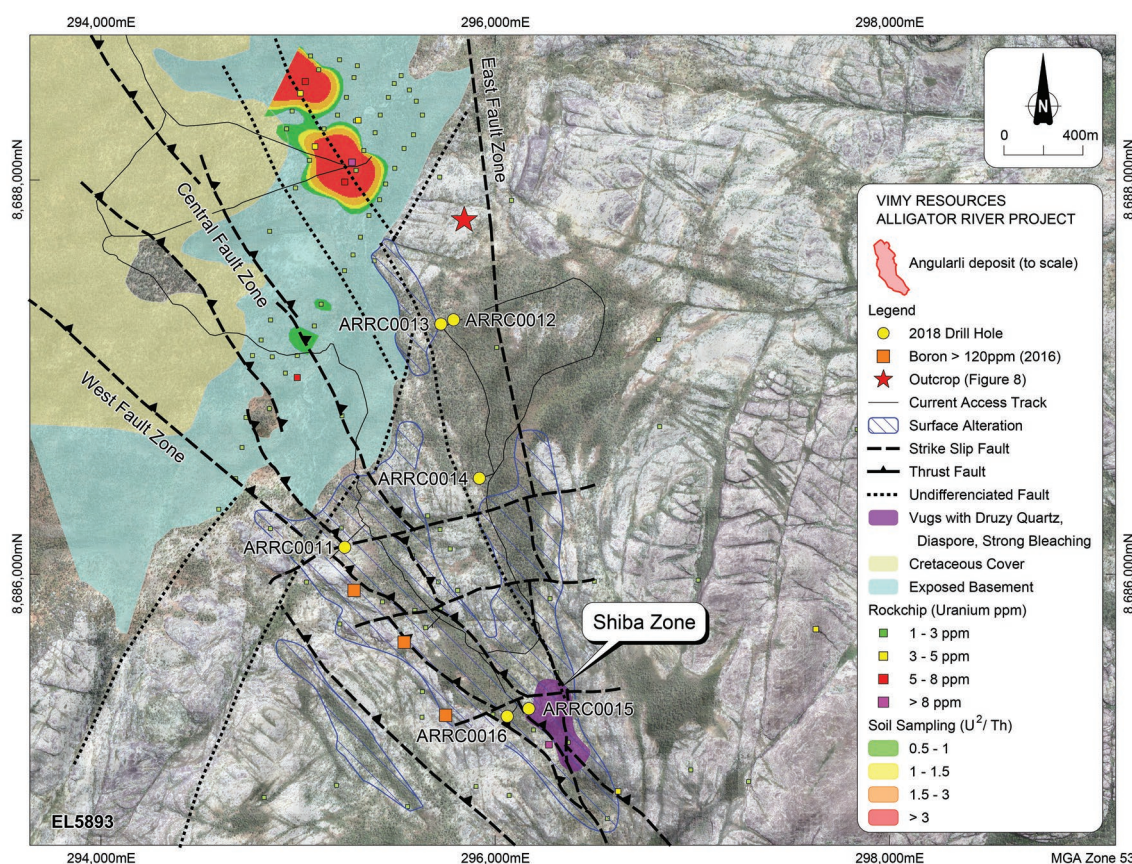 294,000mE
296,000mE
298,000mE
8,688,000mN
8,688,000mN
8,686,000mN
8,686,000mN
N
0
400m
VIMY RESOURCES
ALLIGATOR RIVER PROJECT
Angularli deposit (to scale)
Legend
2018 Drill Hole
Boron > 120ppm (2016)
Outcrop (Figure 8)
Current Access Track
Surface Alteration
Strike Slip Fault
Thrust Fault
Undifferenciated Fault
Vugs with Druzy Quartz,
Diaspore, Strong Bleaching
Cretaceous Cover
Exposed Basement
Rockchip (Uranium ppm)
1 - 3 ppm
3 - 5 ppm
5 - 8 ppm
> 8 ppm
Soil Sampling (U²/ Th)
0.5 - 1
1 - 1.5
1.5 - 3
> 3
East Fault Zone
Central Fault Zone
West Fault Zone
ARRC0013
ARRC0012
ARRC0014
ARRC0011
Shiba Zone
ARRC0015
ARRC0016
EL5893
294,000mE
296,000mE
298,000mE
MGA Zone 53